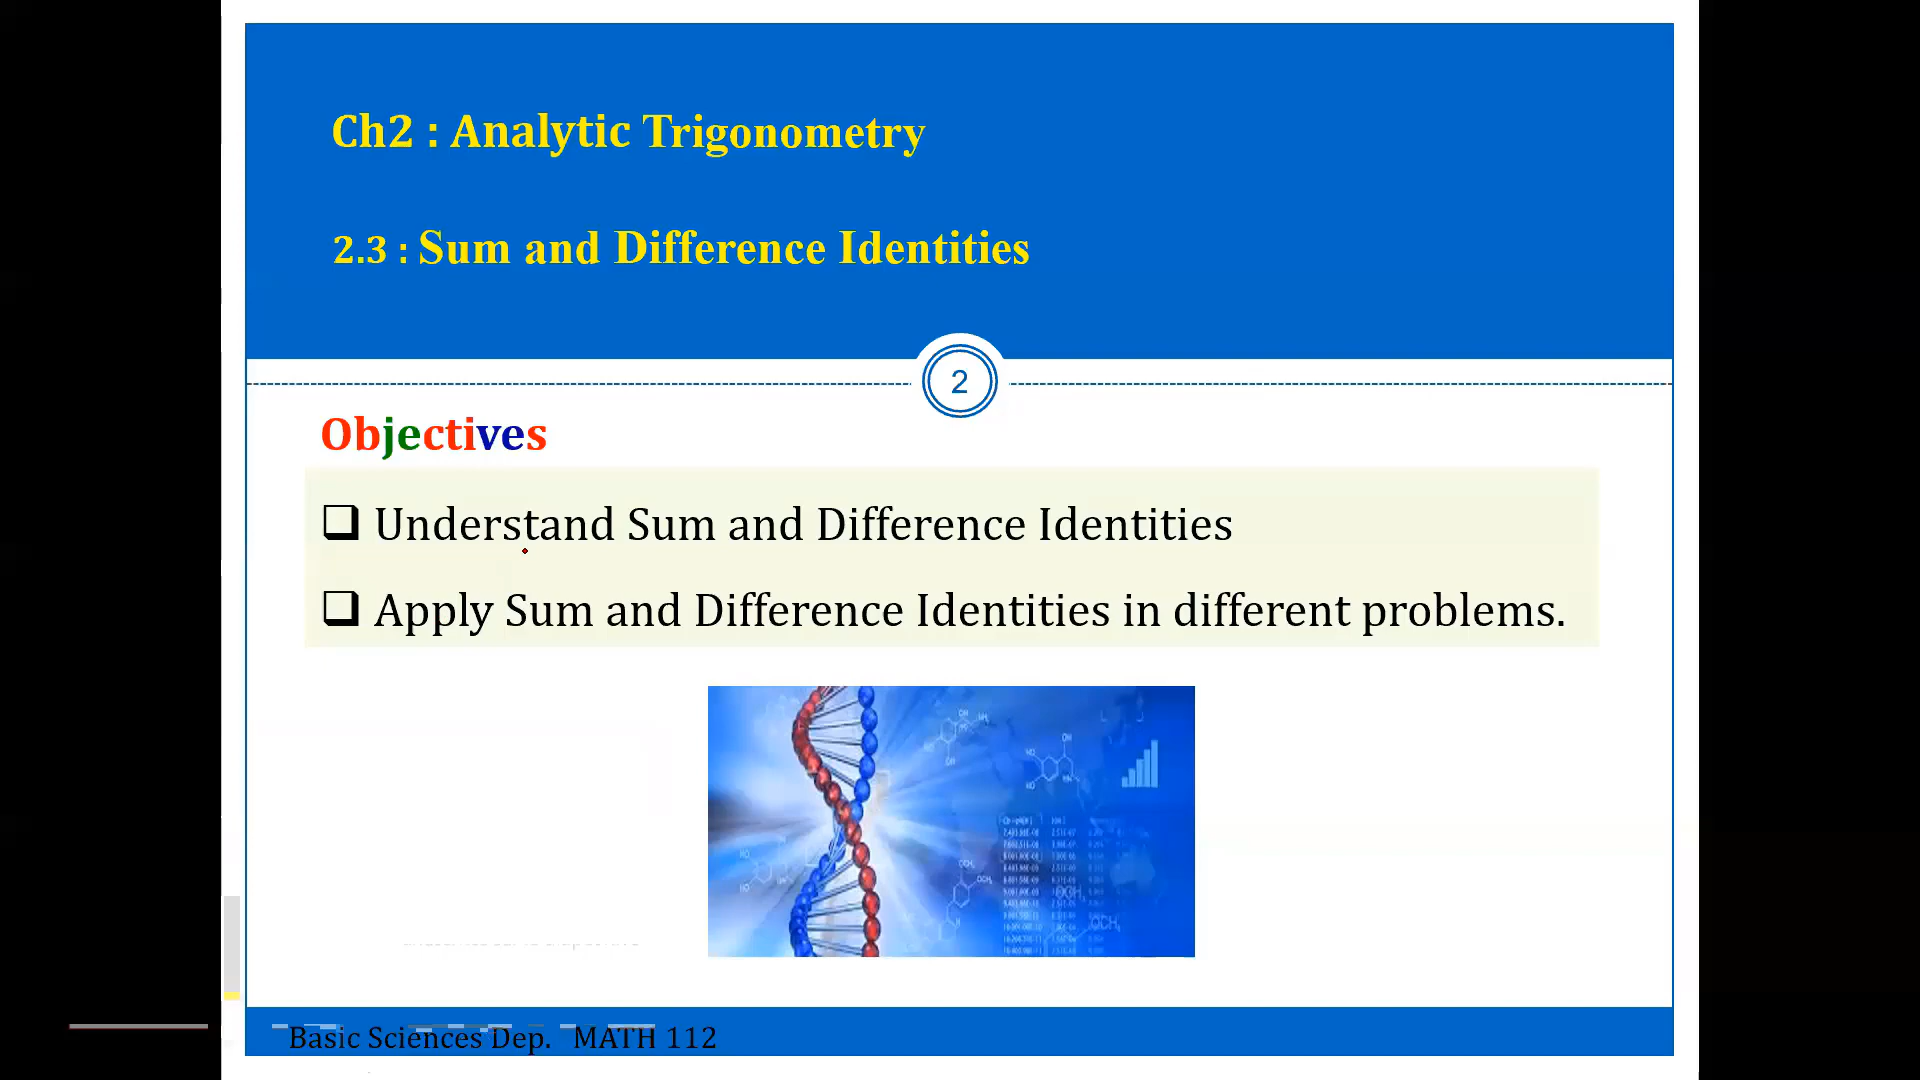 Ch2 : Analytic Trigonometry
2.3 : Sum and Difference Identities
2
Objectives
❑ Understand Sum and Difference Identities
❑ Apply Sum and Difference Identities in different problems.
Basic Sciences Dep. MATH 112